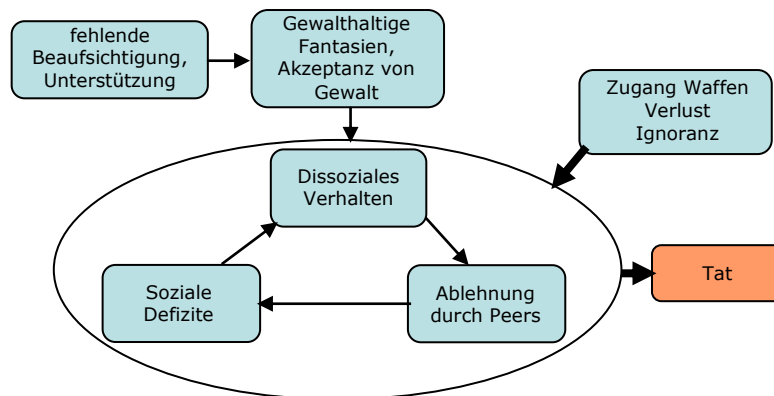 fehlende
Beaufsichtigung,
Unterstützung
Gewalthaltige
Fantasien,
Akzeptanz von
Gewalt
Zugang Waffen
Verlust
Ignoranz
Dissoziales
Verhalten
Soziale
Defizite
Ablehnung
durch Peers
Tat